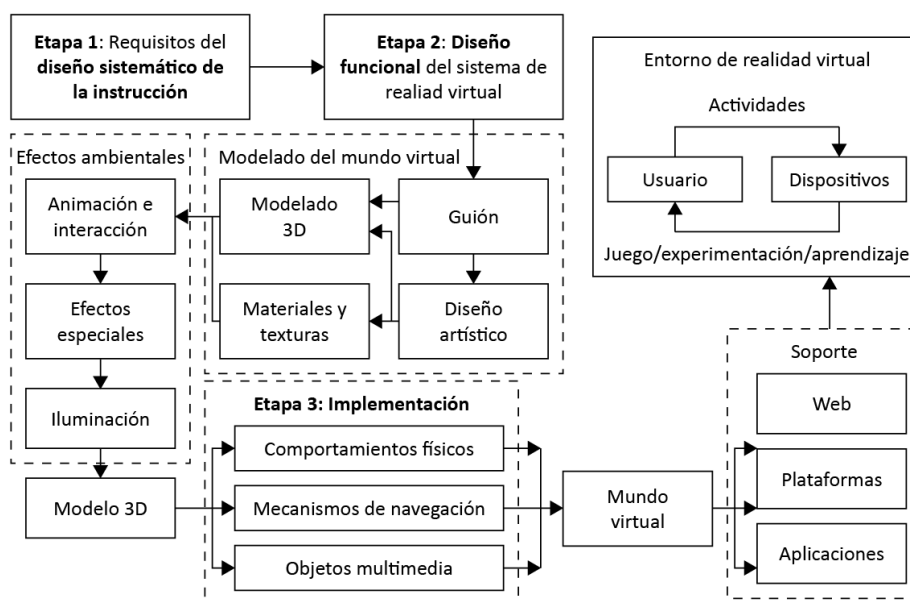 Etapa 1: Requisitos del
diseño sistemático de
la instrucción
Etapa 2: Diseño
funcional del sistema de
realiad virtual
Entorno de realidad virtual
Actividades
Usuario
Dispositivos
Juego/experimentación/aprendizaje
Efectos ambientales
Animación e
interacción
Efectos
especiales
Iluminación
Modelado del mundo virtual
Modelado
3D
Guión
Materiales y
texturas
Diseño
artístico
Modelo 3D
Etapa 3: Implementación
Comportamientos físicos
Mecanismos de navegación
Objetos multimedia
Mundo
virtual
Soporte
Web
Plataformas
Aplicaciones